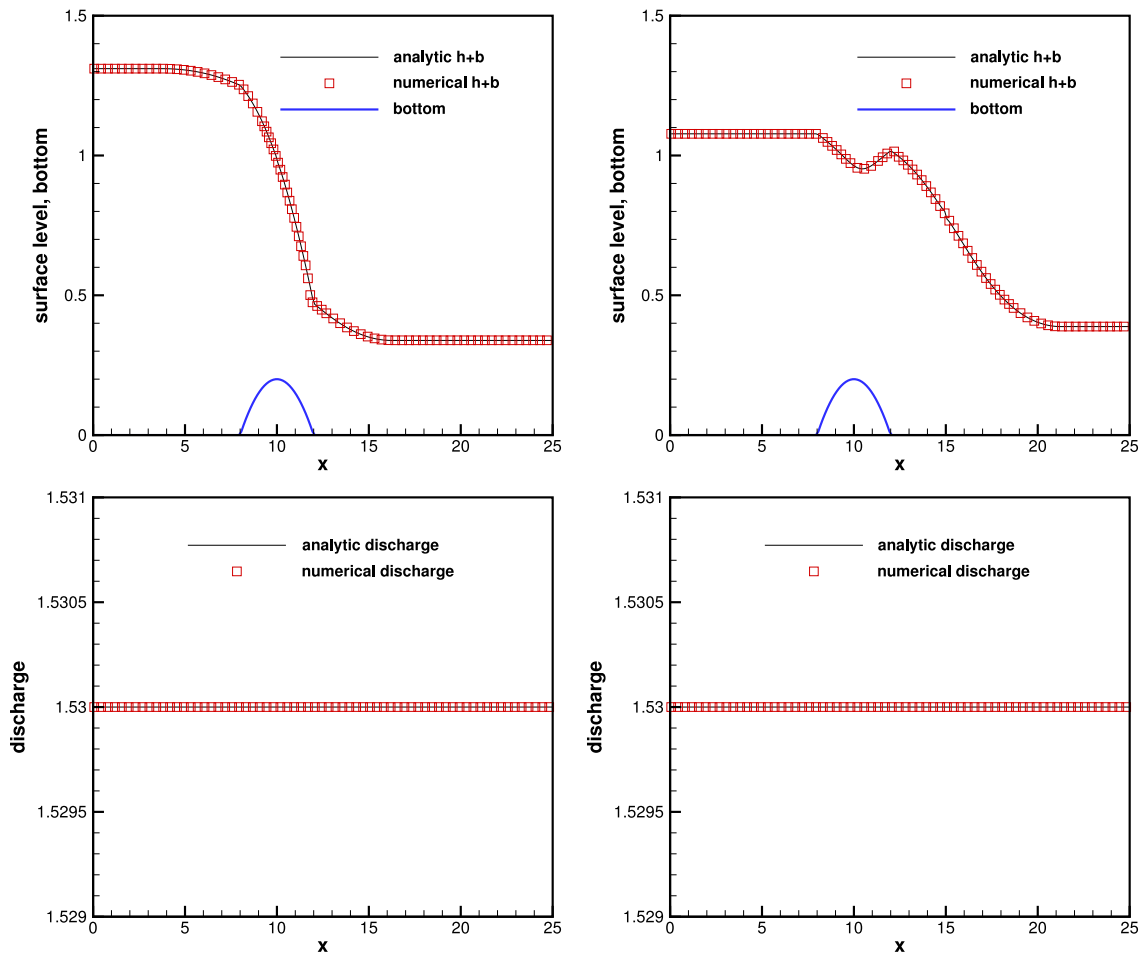 1.5
1
0.5
0
surface level, bottom
analytic h+b
numerical h+b
bottom
0 5 10 15 20 25
x
1.5
1
0.5
0
surface level, bottom
analytic h+b
numerical h+b
bottom
0 5 10 15 20 25
x
1.531
1.5305
1.53
1.5295
1.529
discharge
analytic discharge
numerical discharge
0 5 10 15 20 25
x
1.531
1.5305
1.53
1.5295
1.529
discharge
analytic discharge
numerical discharge
0 5 10 15 20 25
x